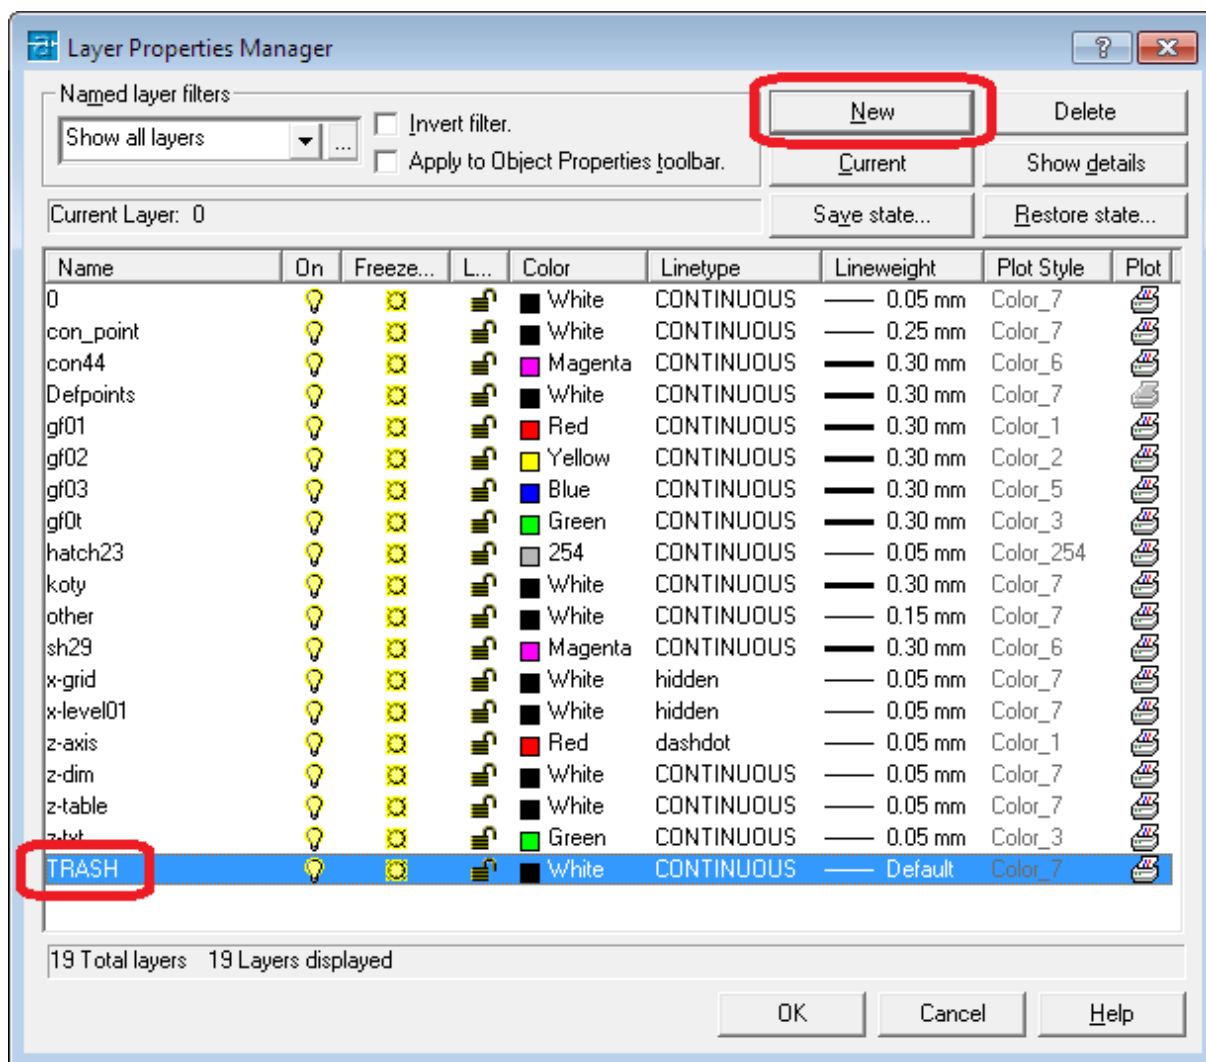 Layer Properties Manager
Named layer filters
New
Delete
Show all layers
...
Invert filter.
Apply to Object Properties toolbar.
Current
Show details
Current Layer: 0
Save state...
Restore state...
Name On Freeze... L... Color Linetype Lineweight Plot Style Plot
0 White CONTINUOUS 0.05 mm Color_7
con_point White CONTINUOUS 0.25 mm Color_7
con44 Magenta CONTINUOUS 0.30 mm Color_6
Defpoints White CONTINUOUS 0.30 mm Color_7
gf01 Red CONTINUOUS 0.30 mm Color_1
gf02 Yellow CONTINUOUS 0.30 mm Color_2
gf03 Blue CONTINUOUS 0.30 mm Color_5
gf0t Green CONTINUOUS 0.30 mm Color_3
hatch23 254 CONTINUOUS 0.05 mm Color_254
koty White CONTINUOUS 0.30 mm Color_7
other White CONTINUOUS 0.15 mm Color_7
sh29 Magenta CONTINUOUS 0.30 mm Color_6
x-grid White hidden 0.05 mm Color_7
x-level01 White hidden 0.05 mm Color_7
z-axis Red dashdot 0.05 mm Color_1
z-dim White CONTINUOUS 0.05 mm Color_7
z-table White CONTINUOUS 0.05 mm Color_7
z-txt Green CONTINUOUS 0.05 mm Color_3
TRASH White CONTINUOUS Default Color_7
19 Total layers 19 Layers displayed
OK Cancel Help